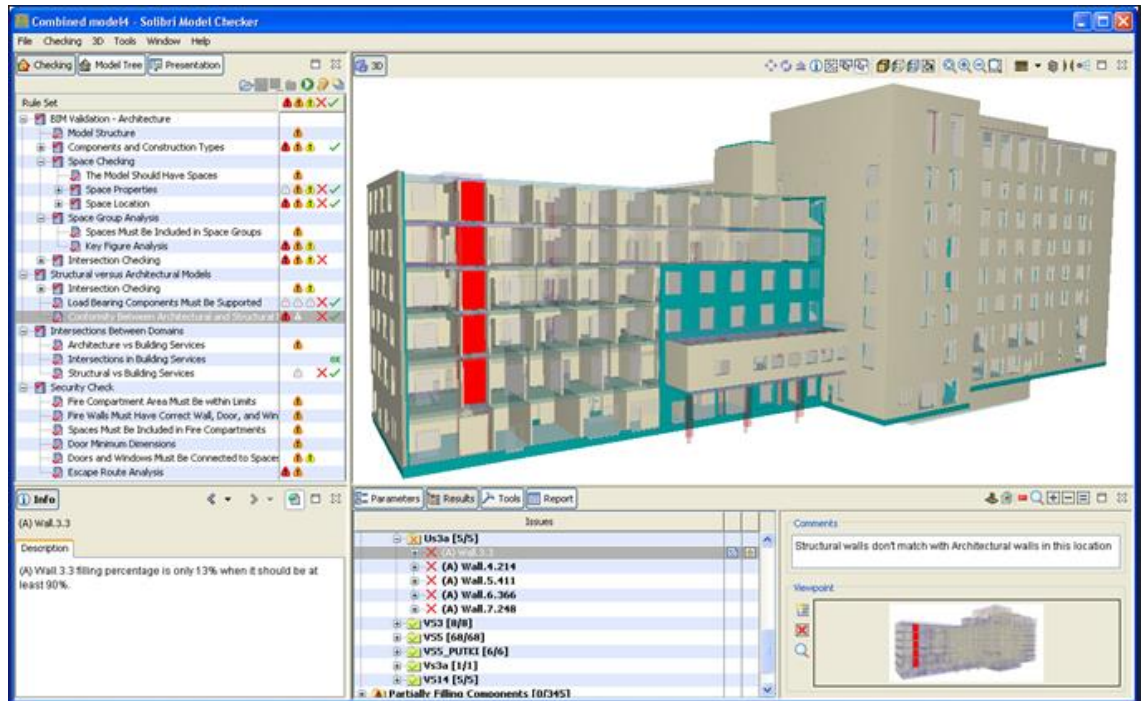 Combined model4 - Solibri Model Checker
File Checking 3D Tools Window Help
Checking Model Tree Presentation
3D
Rule Set
BIM Validation - Architecture
Model Structure
Components and Construction Types
Space Checking
The Model Should Have Spaces
Space Properties
Space Location
Space Group Analysis
Spaces Must Be Included in Space Groups
Key Figure Analysis
Intersection Checking
Structural versus Architectural Models
Intersection Checking
Load Bearing Components Must Be Supported
Conformity Between Architectural and Structural
Intersections Between Domains
Architecture vs Building Services
Intersections in Building Services OK
Structural vs Building Services
Security Check
Fire Compartment Area Must Be within Limits
Fire Walls Must Have Correct Wall, Door, and Win
Spaces Must Be Included in Fire Compartments
Door Minimum Dimensions
Doors and Windows Must Be Connected to Spaces
Escape Route Analysis
Info
(A) Wall.3.3
Description
(A) Wall 3.3 filling percentage is only 13% when it should be at
least 90%.
Parameters Results Tools Report
Issues
Us3a [5/5]
(A) Wall.3.3
(A) Wall.4.214
(A) Wall.5.411
(A) Wall.6.366
(A) Wall.7.248
VS3 [8/8]
VS5 [68/68]
VS5_PUTKI [6/6]
Vs3a [1/1]
VS14 [5/5]
Partially Filling Components [0/345]
Comments
Structural walls don't match with Architectural walls in this location
Viewpoint